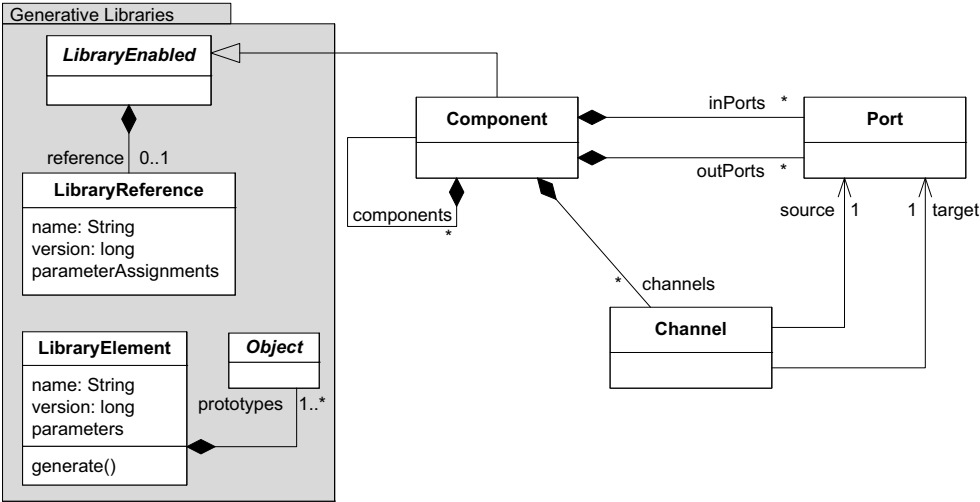 Generative Libraries
LibraryEnabled
reference 0..1
LibraryReference
name: String
version: long
parameterAssignments
LibraryElement
name: String
version: long
parameters
generate()
Object
prototypes 1..*
Component
components
*
inPorts *
outPorts *
Port
source 1
1 target
* channels
Channel